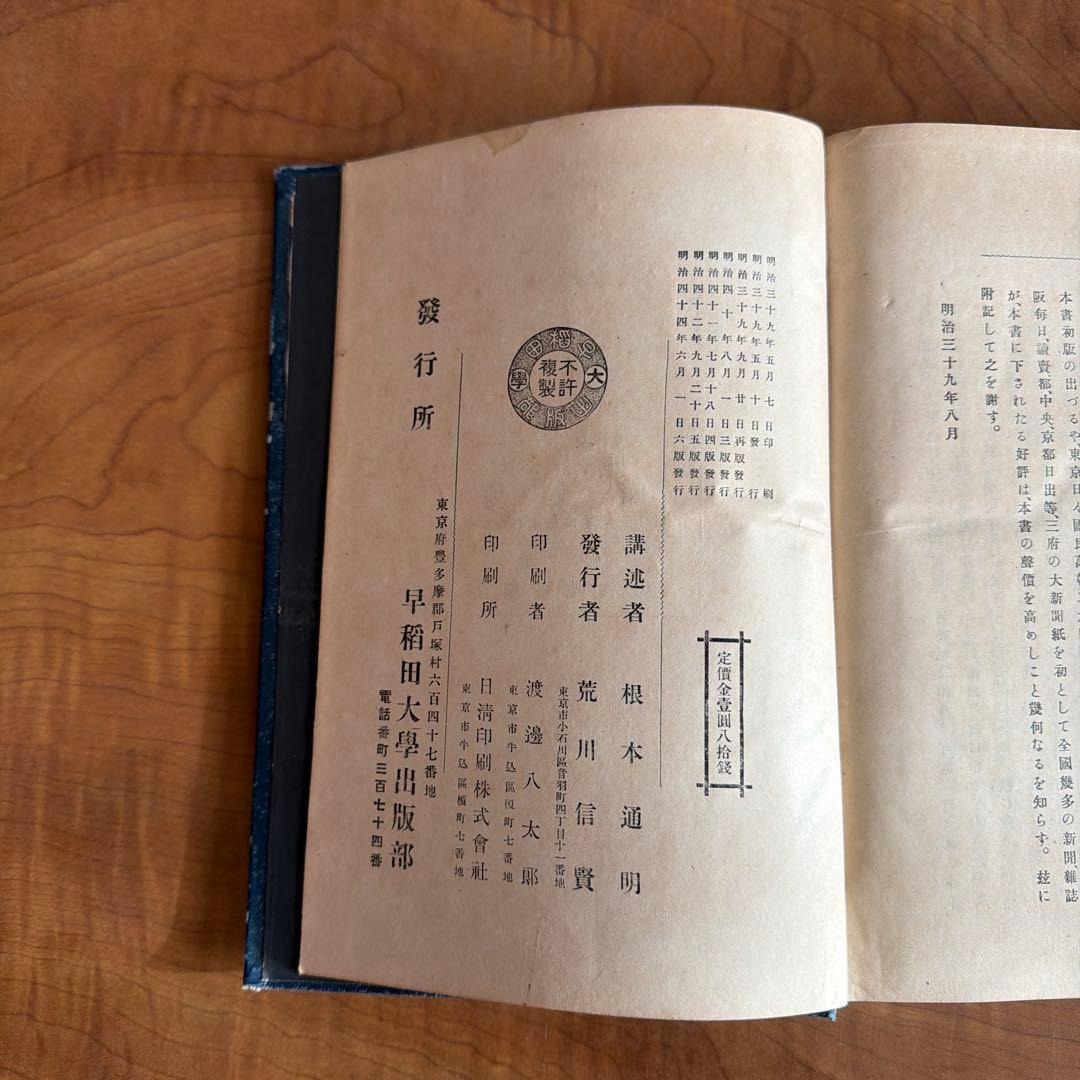 本書初版の出づるや、東京日々、國民、
阪毎日、讀賣、都、中央、京都日出等、三府の大新聞紙を初として全國幾多の新聞、雜誌
が、本書に下されたる好評は、本書の聲價を高めしこと幾何なるを知らず。玆に
附記して之を謝す。
明治三十九年八月
明治三十九年五月七日印刷
明治三十九年五月十日發行
明治三十九年九月廿日再版發行
明治四十年八月一日三版發行
明治四十一年七月十八日四版發行
明治四十二年九月二十日五版發行
明治四十四年六月一日六版發行
定價金壹圓八拾錢
講述者 根本通明
發行者 荒川信賢
東京市小石川區音羽町四丁目十一番地
印刷者 渡邊八太郎
東京市牛込區榎町七番地
印刷所 日淸印刷株式會社
東京市牛込區榎町七番地
不許
複製
早稻田大學出版部
發行所
東京府豐多摩郡戸塚村六百四十七番地
早稻田大學出版部
電話番町三百七十四番